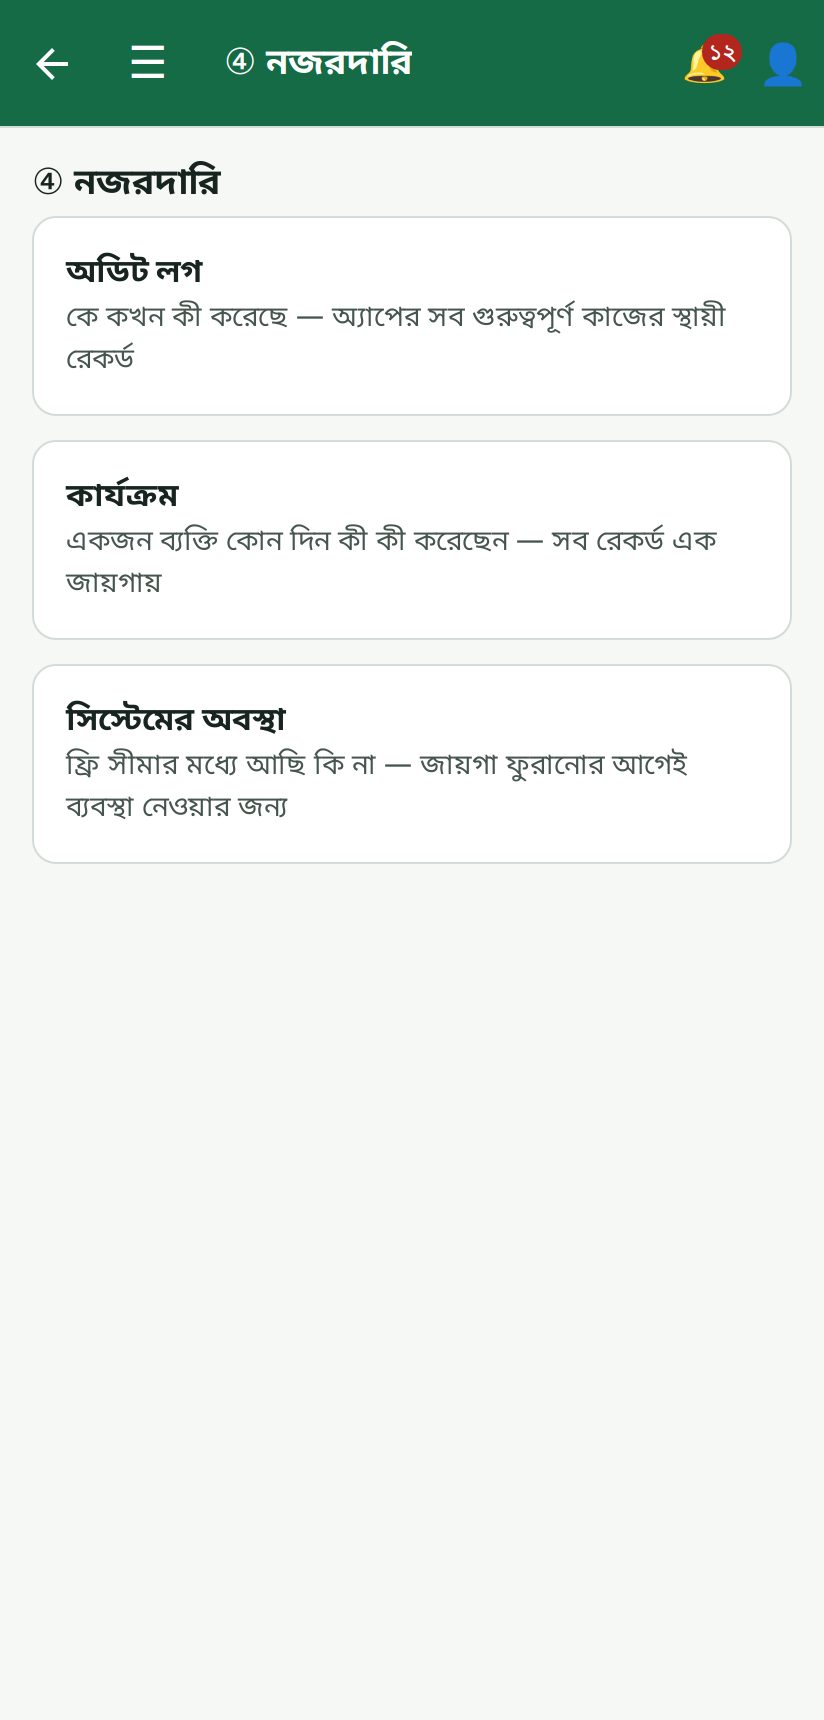 ④ নজরদারি
১২
④ নজরদারি
অডিট লগ
কে কখন কী করেছে — অ্যাপের সব গুরুত্বপূর্ণ কাজের স্থায়ী
রেকর্ড
কার্যক্রম
একজন ব্যক্তি কোন দিন কী কী করেছেন — সব রেকর্ড এক
জায়গায়
সিস্টেমের অবস্থা
ফ্রি সীমার মধ্যে আছি কি না — জায়গা ফুরানোর আগেই
ব্যবস্থা নেওয়ার জন্য